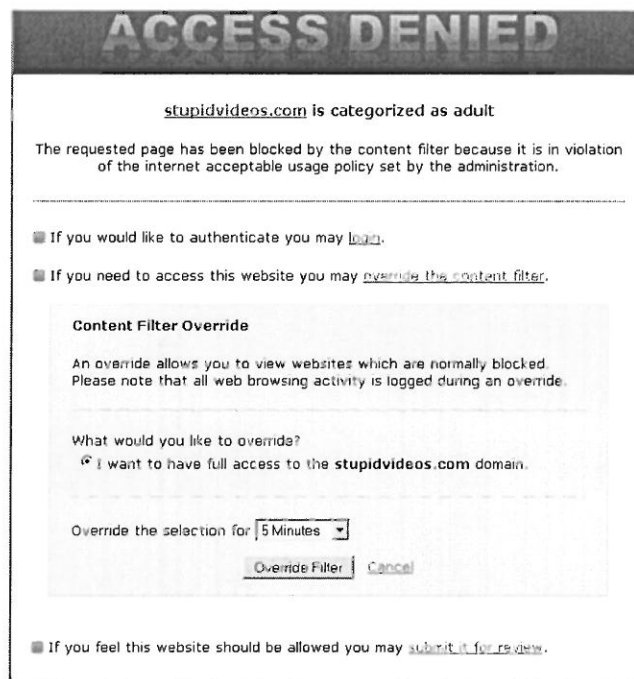 ACCESS DENIED
stupidvideos.com is categorized as adult
The requested page has been blocked by the content filter because it is in violation
of the internet acceptable usage policy set by the administration.
If you would like to authenticate you may login.
If you need to access this website you may override the content filter.
Content Filter Override
An override allows you to view websites which are normally blocked.
Please note that all web browsing activity is logged during an override.
What would you like to override?
I want to have full access to the stupidvideos.com domain.
Override the selection for 5 Minutes
Override Filter Cancel
If you feel this website should be allowed you may submit it for review.